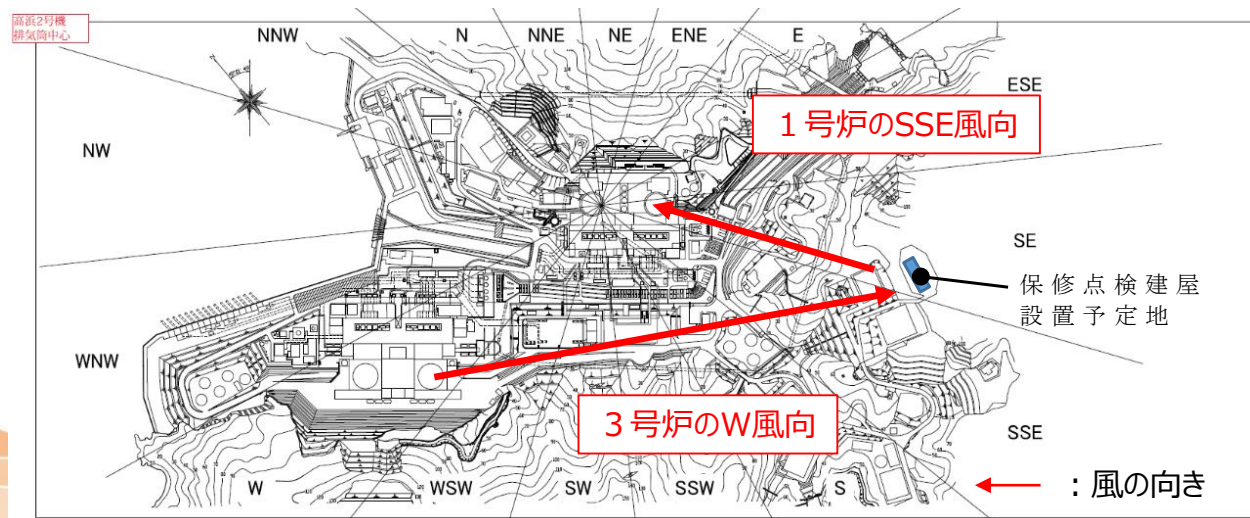 高浜2号機
排気筒中心
NNW
N
NNE
NE
ENE
E
ESE
１号炉のSSE風向
NW
SE
保修点検建屋
設置予定地
WNW
３号炉のW風向
SSE
W
WSW
SW
SSW
S
：風の向き